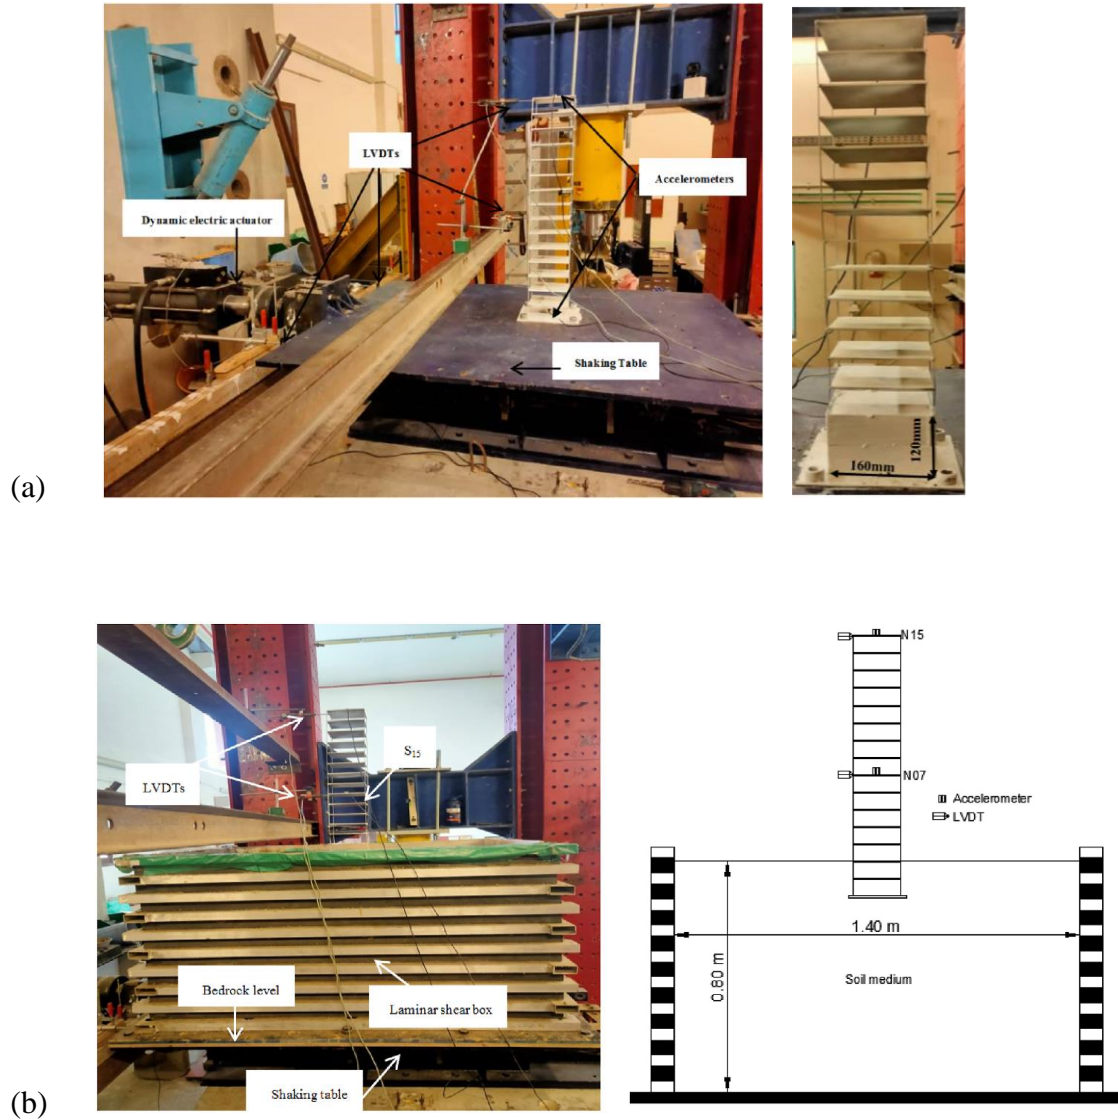 LVDTs
Accelerometers
Dynamic electric actuator
Shaking Table
120mm
160mm
(a)
N15
S15
LVDTs
N07
Accelerometer
LVDT
1.40 m
0.80 m
Soil medium
Bedrock level
Laminar shear box
Shaking table
(b)